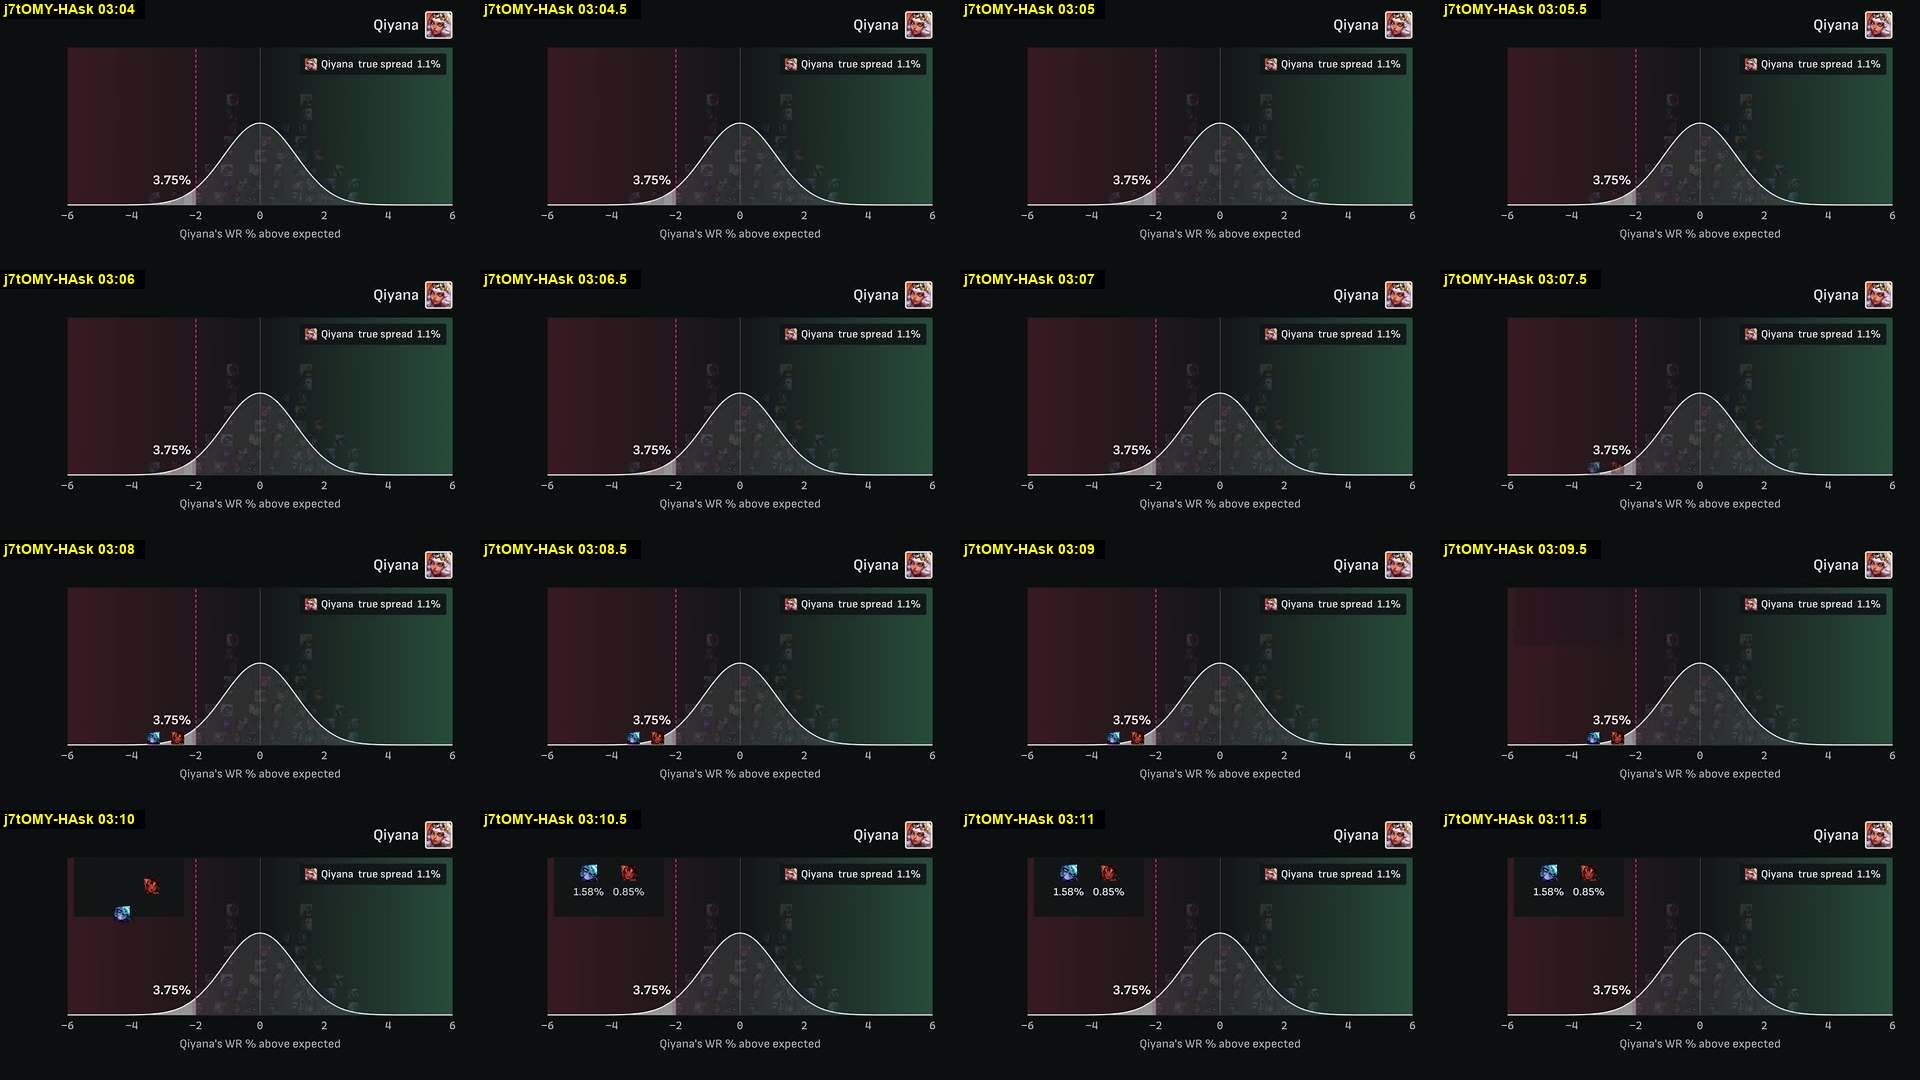 j7tOMY-HAsk 03:04
Qiyana
Qiyana true spread 1.1%
3.75%
−6 −4 −2 0 2 4 6
Qiyana's WR % above expected
j7tOMY-HAsk 03:04.5
Qiyana
Qiyana true spread 1.1%
3.75%
−6 −4 −2 0 2 4 6
Qiyana's WR % above expected
j7tOMY-HAsk 03:05
Qiyana
Qiyana true spread 1.1%
3.75%
−6 −4 −2 0 2 4 6
Qiyana's WR % above expected
j7tOMY-HAsk 03:05.5
Qiyana
Qiyana true spread 1.1%
3.75%
−6 −4 −2 0 2 4 6
Qiyana's WR % above expected
j7tOMY-HAsk 03:06
Qiyana
Qiyana true spread 1.1%
3.75%
−6 −4 −2 0 2 4 6
Qiyana's WR % above expected
j7tOMY-HAsk 03:06.5
Qiyana
Qiyana true spread 1.1%
3.75%
−6 −4 −2 0 2 4 6
Qiyana's WR % above expected
j7tOMY-HAsk 03:07
Qiyana
Qiyana true spread 1.1%
3.75%
−6 −4 −2 0 2 4 6
Qiyana's WR % above expected
j7tOMY-HAsk 03:07.5
Qiyana
Qiyana true spread 1.1%
3.75%
−6 −4 −2 0 2 4 6
Qiyana's WR % above expected
j7tOMY-HAsk 03:08
Qiyana
Qiyana true spread 1.1%
3.75%
−6 −4 −2 0 2 4 6
Qiyana's WR % above expected
j7tOMY-HAsk 03:08.5
Qiyana
Qiyana true spread 1.1%
3.75%
−6 −4 −2 0 2 4 6
Qiyana's WR % above expected
j7tOMY-HAsk 03:09
Qiyana
Qiyana true spread 1.1%
3.75%
−6 −4 −2 0 2 4 6
Qiyana's WR % above expected
j7tOMY-HAsk 03:09.5
Qiyana
Qiyana true spread 1.1%
3.75%
−6 −4 −2 0 2 4 6
Qiyana's WR % above expected
j7tOMY-HAsk 03:10
Qiyana
Qiyana true spread 1.1%
3.75%
−6 −4 −2 0 2 4 6
Qiyana's WR % above expected
j7tOMY-HAsk 03:10.5
Qiyana
Qiyana true spread 1.1%
1.58% 0.85%
3.75%
−6 −4 −2 0 2 4 6
Qiyana's WR % above expected
j7tOMY-HAsk 03:11
Qiyana
Qiyana true spread 1.1%
1.58% 0.85%
3.75%
−6 −4 −2 0 2 4 6
Qiyana's WR % above expected
j7tOMY-HAsk 03:11.5
Qiyana
Qiyana true spread 1.1%
1.58% 0.85%
3.75%
−6 −4 −2 0 2 4 6
Qiyana's WR % above expected